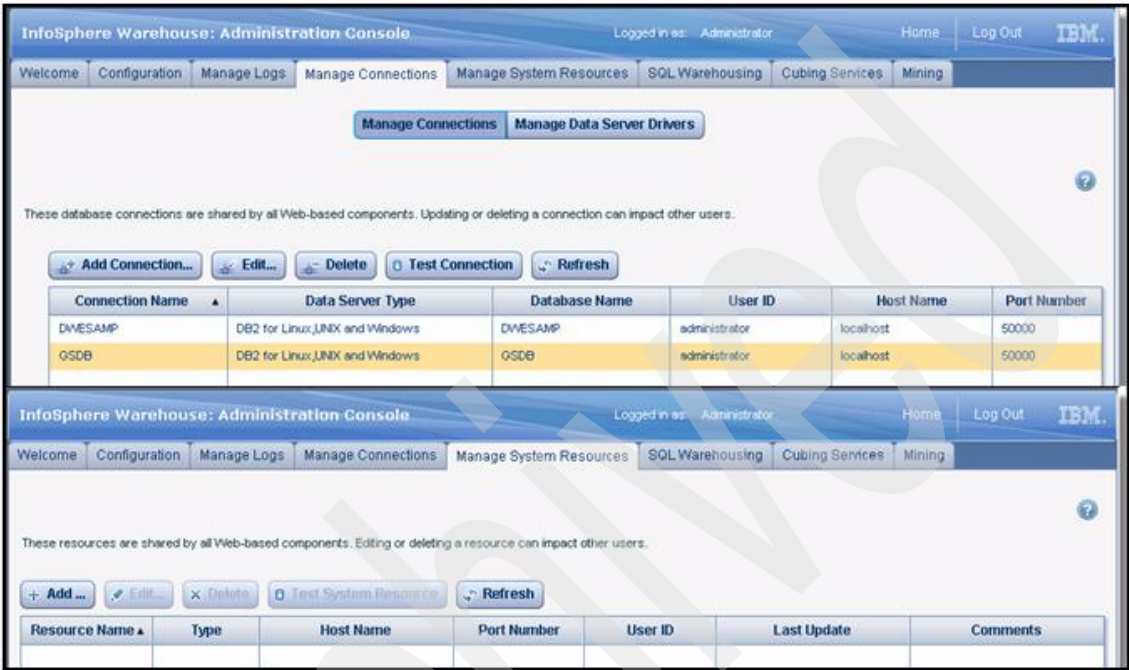 InfoSphere Warehouse: Administration Console Logged in as: Administrator Home Log Out IBM.
Welcome Configuration Manage Logs Manage Connections Manage System Resources SQL Warehousing Cubing Services Mining
Manage Connections Manage Data Server Drivers
?
These database connections are shared by all Web-based components. Updating or deleting a connection can impact other users.
Add Connection... Edit... Delete Test Connection Refresh
Connection Name Data Server Type Database Name User ID Host Name Port Number
DWESAMP DB2 for Linux,UNIX and Windows DWESAMP administrator localhost 50000
GSDB DB2 for Linux,UNIX and Windows GSDB administrator localhost 50000
InfoSphere Warehouse: Administration Console Logged in as: Administrator Home Log Out IBM.
Welcome Configuration Manage Logs Manage Connections Manage System Resources SQL Warehousing Cubing Services Mining
?
These resources are shared by all Web-based components. Editing or deleting a resource can impact other users.
Add ... Edit... Delete Test System Resource Refresh
Resource Name Type Host Name Port Number User ID Last Update Comments